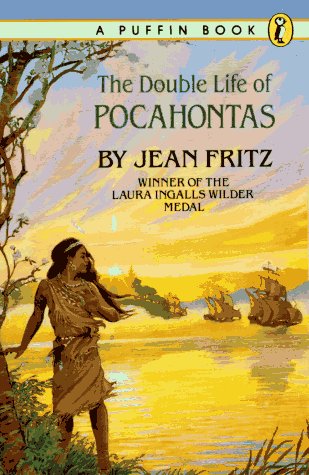 A PUFFIN BOOK
The Double Life of
POCAHONTAS
BY JEAN FRITZ
WINNER OF THE
LAURA INGALLS WILDER
MEDAL